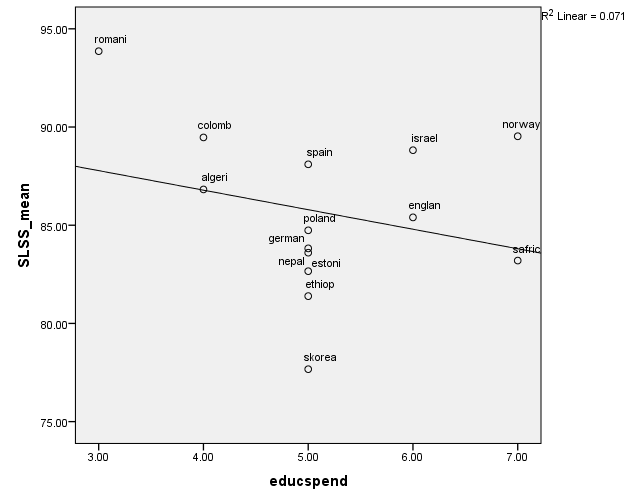 R2 Linear = 0.071
95.00
romani
90.00
colomb
norway
israel
spain
algeri
englan
85.00
poland
german
safric
nepal
estoni
ethiop
80.00
skorea
75.00
SLSS_mean
3.00 4.00 5.00 6.00 7.00
educspend